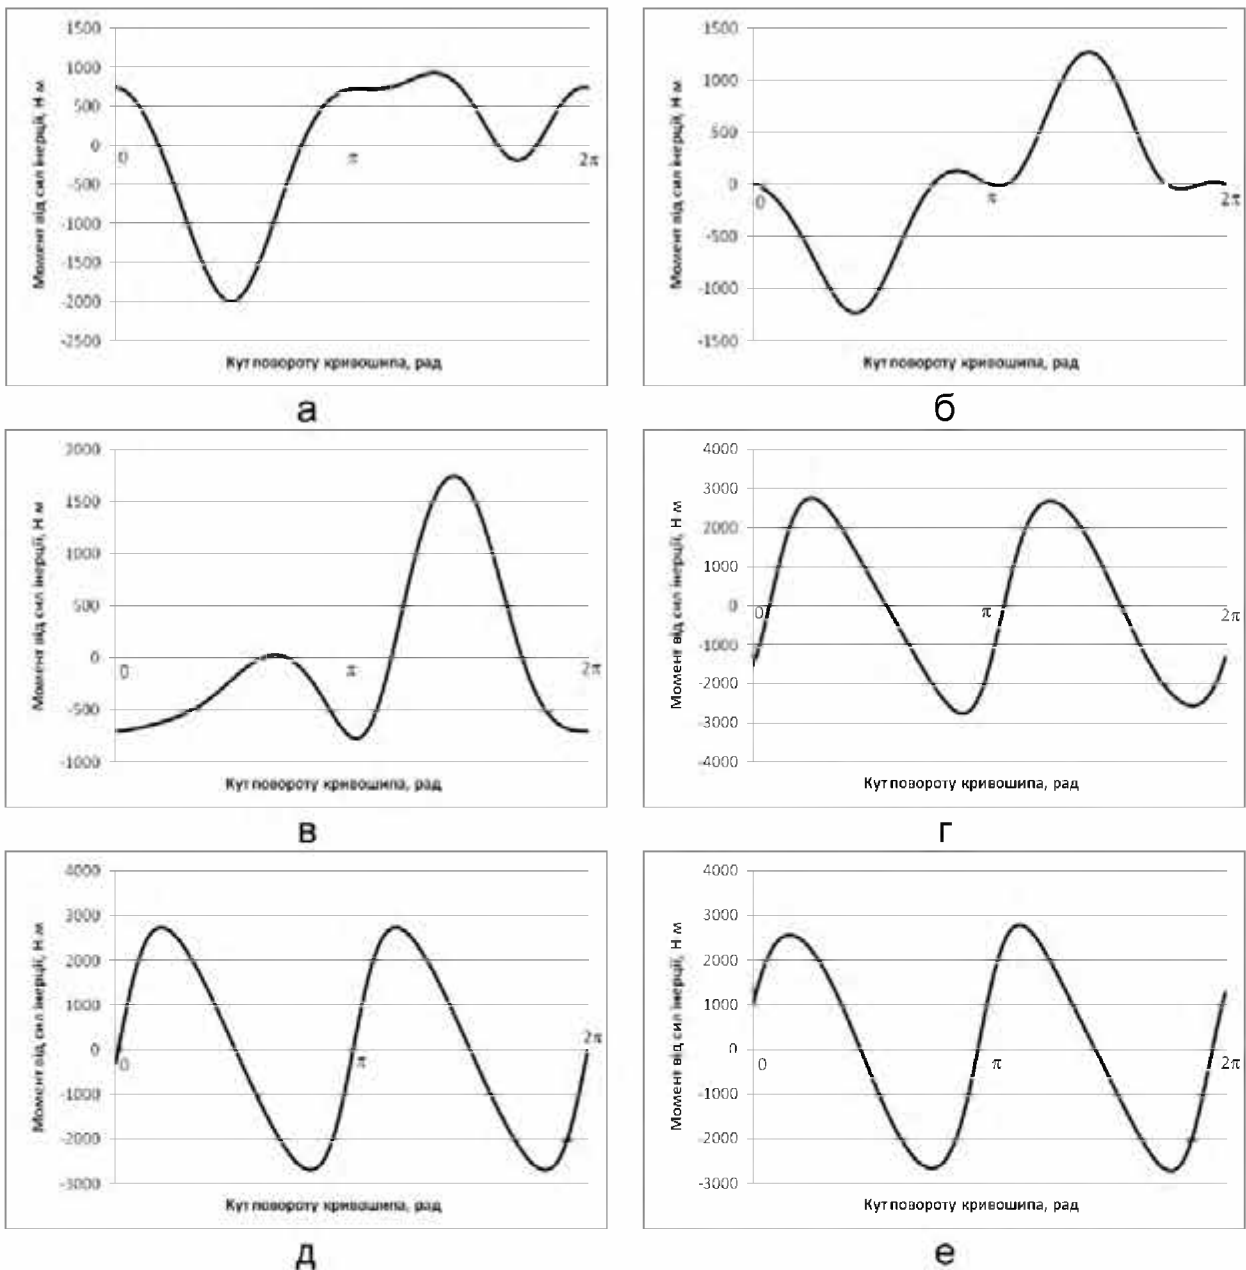 1500
1000
500
0
-500
-1000
-1500
-2000
-2500
0
π
2π
Момент від сил інерції, Н м
Кут повороту кривошипа, рад
а
1500
1000
500
0
-500
-1000
-1500
0
π
2π
Момент від сил інерції, Н м
Кут повороту кривошипа, рад
б
2000
1500
1000
500
0
-500
-1000
0
π
2π
Момент від сил інерції, Н м
Кут повороту кривошипа, рад
в
4000
3000
2000
1000
0
-1000
-2000
-3000
-4000
0
π
2π
Момент від сил інерції, Н м
Кут повороту кривошипа, рад
г
4000
3000
2000
1000
0
-1000
-2000
-3000
0
π
2π
Момент від сил інерції, Н м
Кут повороту кривошипа, рад
д
4000
3000
2000
1000
0
-1000
-2000
-3000
0
π
2π
Момент від сил інерції, Н м
Кут повороту кривошипа, рад
е